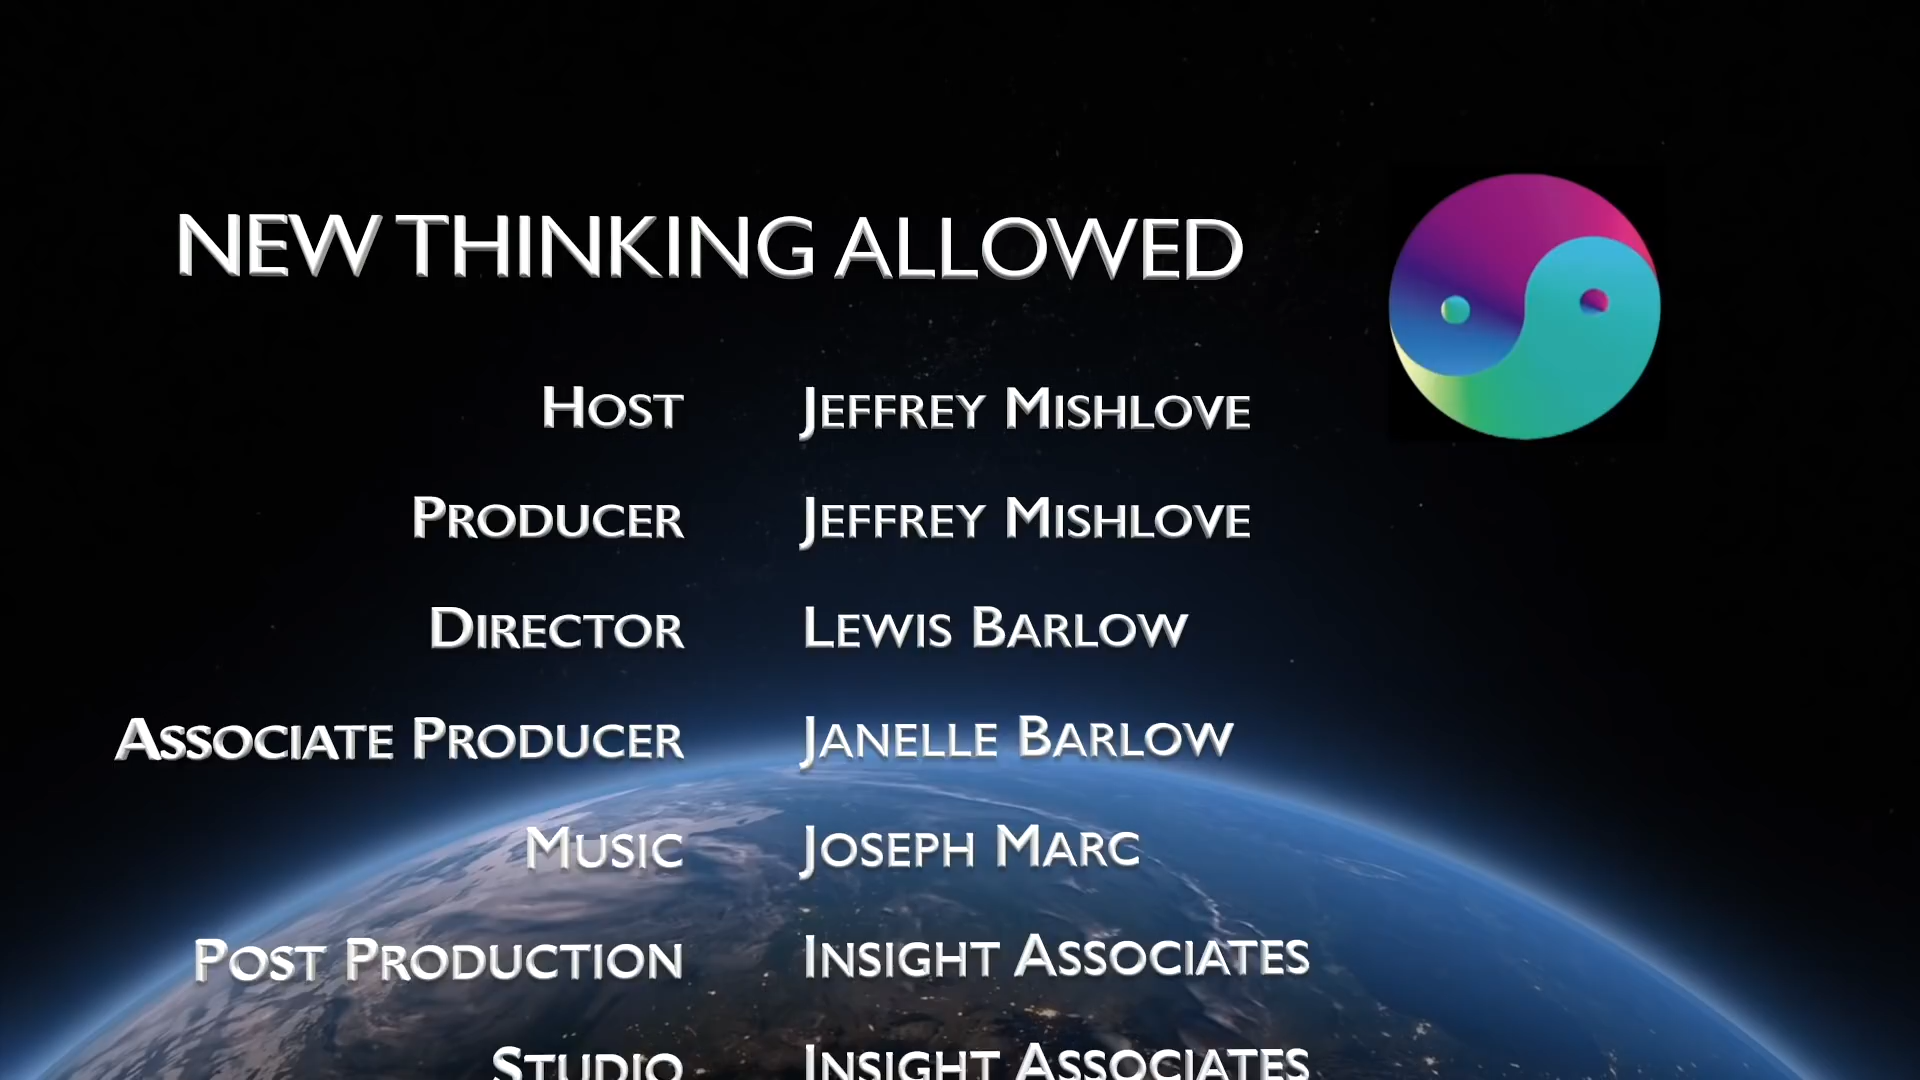 NEW THINKING ALLOWED
HOST JEFFREY MISHLOVE
PRODUCER JEFFREY MISHLOVE
DIRECTOR LEWIS BARLOW
ASSOCIATE PRODUCER JANELLE BARLOW
MUSIC JOSEPH MARC
POST PRODUCTION INSIGHT ASSOCIATES
STUDIO INSIGHT ASSOCIATES